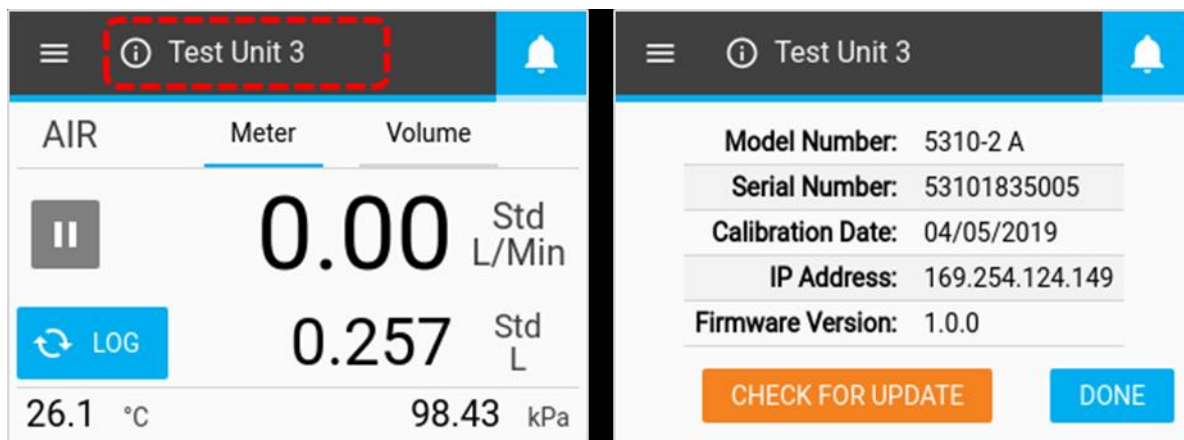 Test Unit 3
AIR Meter Volume
0.00 Std L/Min
LOG 0.257 Std L
26.1 °C 98.43 kPa
Test Unit 3
Model Number: 5310-2 A
Serial Number: 53101835005
Calibration Date: 04/05/2019
IP Address: 169.254.124.149
Firmware Version: 1.0.0
CHECK FOR UPDATE DONE